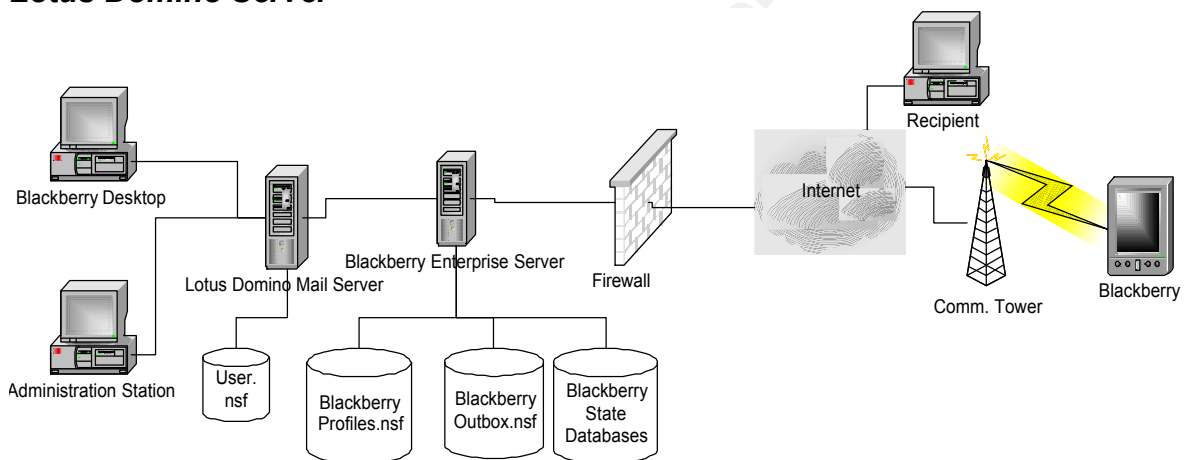 Lotus Domino Server
Recipient
Internet
Blackberry Desktop
Blackberry Enterprise Server
Lotus Domino Mail Server
Firewall
Comm. Tower
Blackberry
Administration Station
User.
nsf
Blackberry
Profiles.nsf
Blackberry
Outbox.nsf
Blackberry
State
Databases